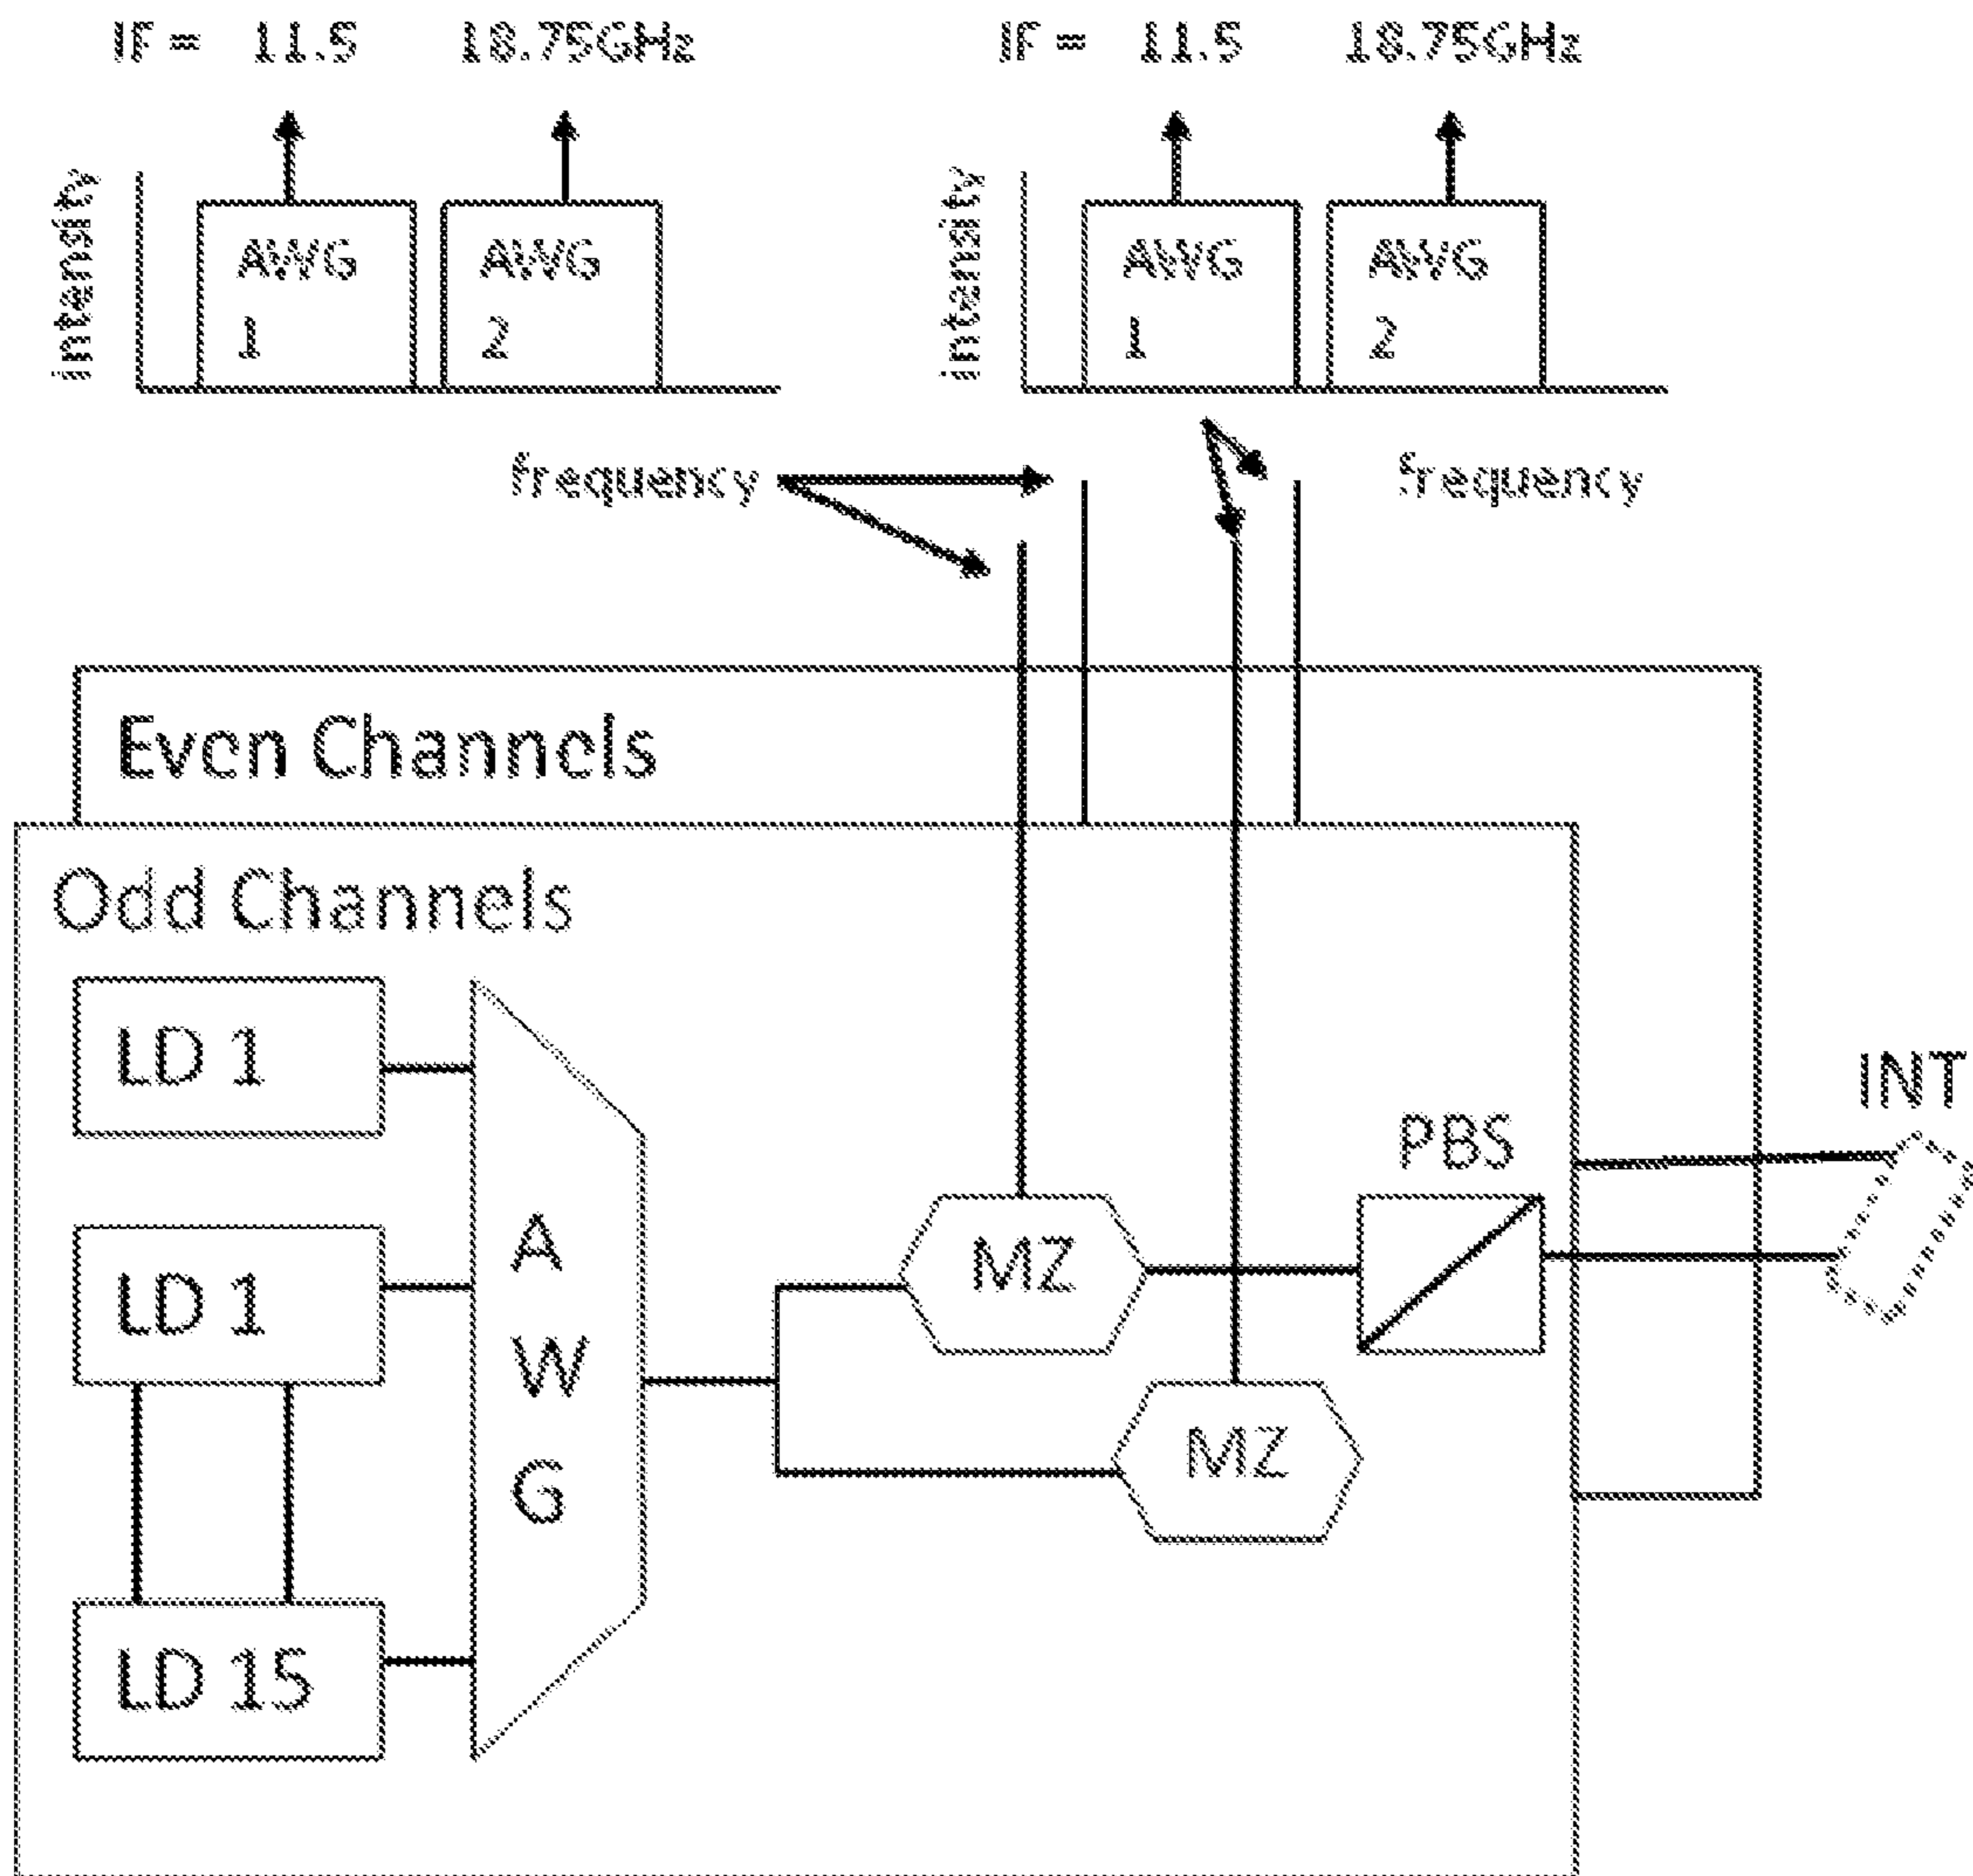 IF = 11.5 18.75GHz
IF = 11.5 18.75GHz
intensity
AWG
1
AWG
2
intensity
AWG
1
AWG
2
frequency
frequency
Even Channels
Odd Channels
LD 1
LD 1
LD 15
A
W
G
MZ
MZ
PBS
INT